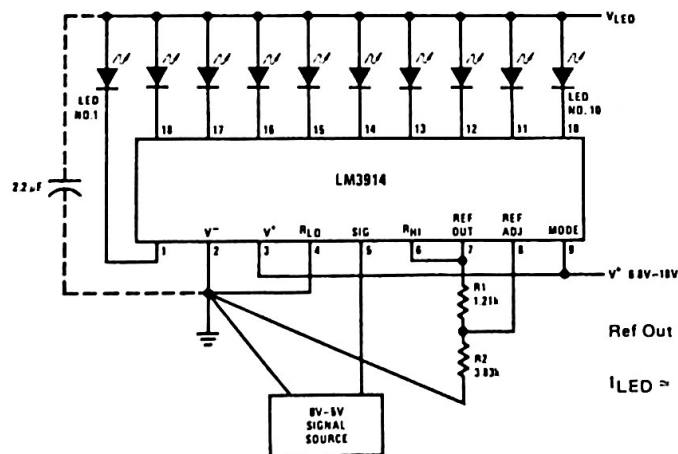 VLED
LED
NO.1
LED
NO.10
18 17 16 15 14 13 12 11 10
2.2 µF
LM3914
V− V+ RLO SIG RHI REF OUT REF ADJ MODE
1 2 3 4 5 6 7 8 9
V+ 6.8V–18V
R1
1.21k
Ref Out
R2
3.83k
ILED ≃
0V–5V
SIGNAL
SOURCE